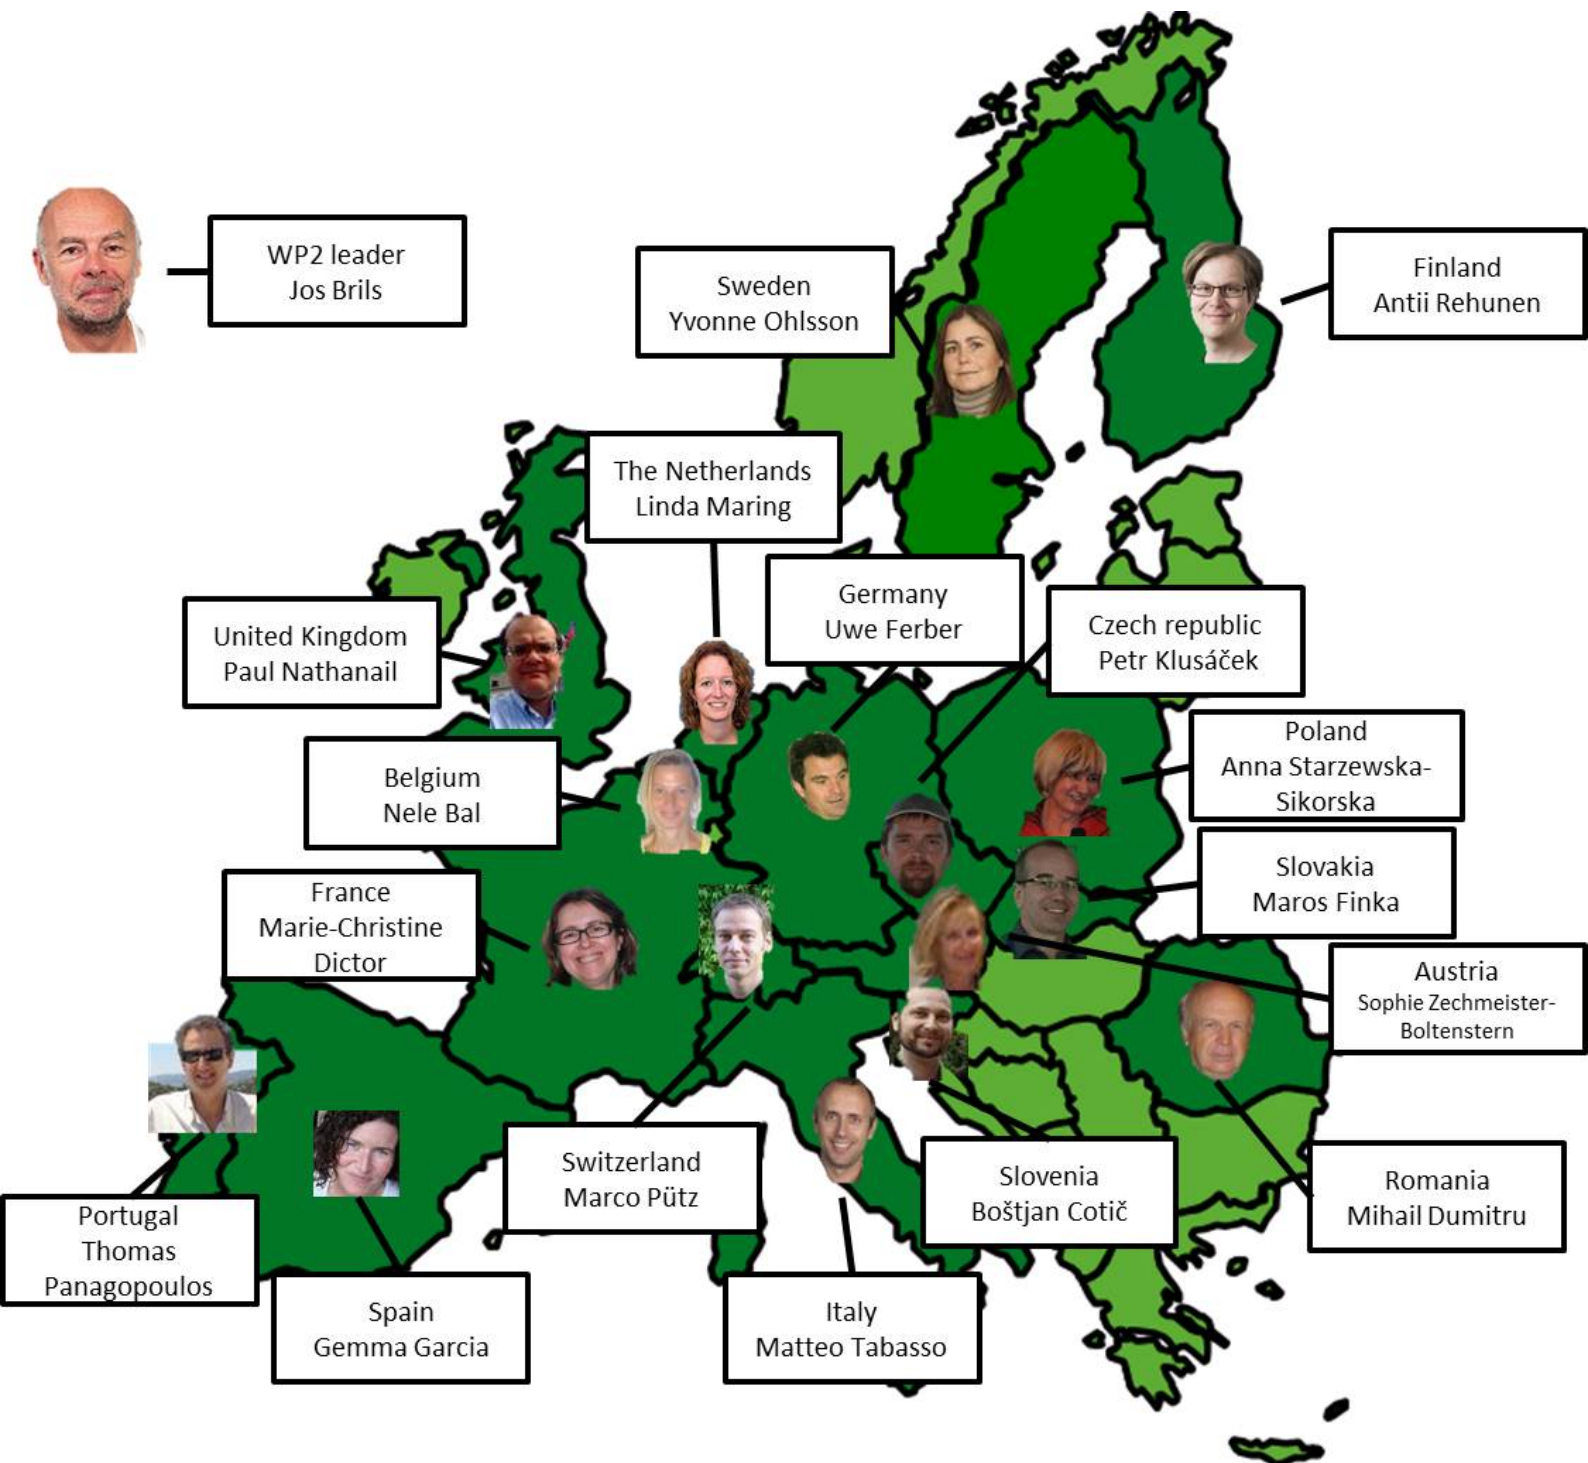 WP2 leader
Jos Brils
Sweden
Yvonne Ohlsson
Finland
Antii Rehunen
The Netherlands
Linda Maring
Germany
Uwe Ferber
Czech republic
Petr Klusáček
United Kingdom
Paul Nathanail
Poland
Anna Starzewska-
Sikorska
Belgium
Nele Bal
Slovakia
Maros Finka
France
Marie-Christine
Dictor
Austria
Sophie Zechmeister-
Boltenstern
Switzerland
Marco Pütz
Slovenia
Boštjan Cotič
Romania
Mihail Dumitru
Portugal
Thomas
Panagopoulos
Spain
Gemma Garcia
Italy
Matteo Tabasso